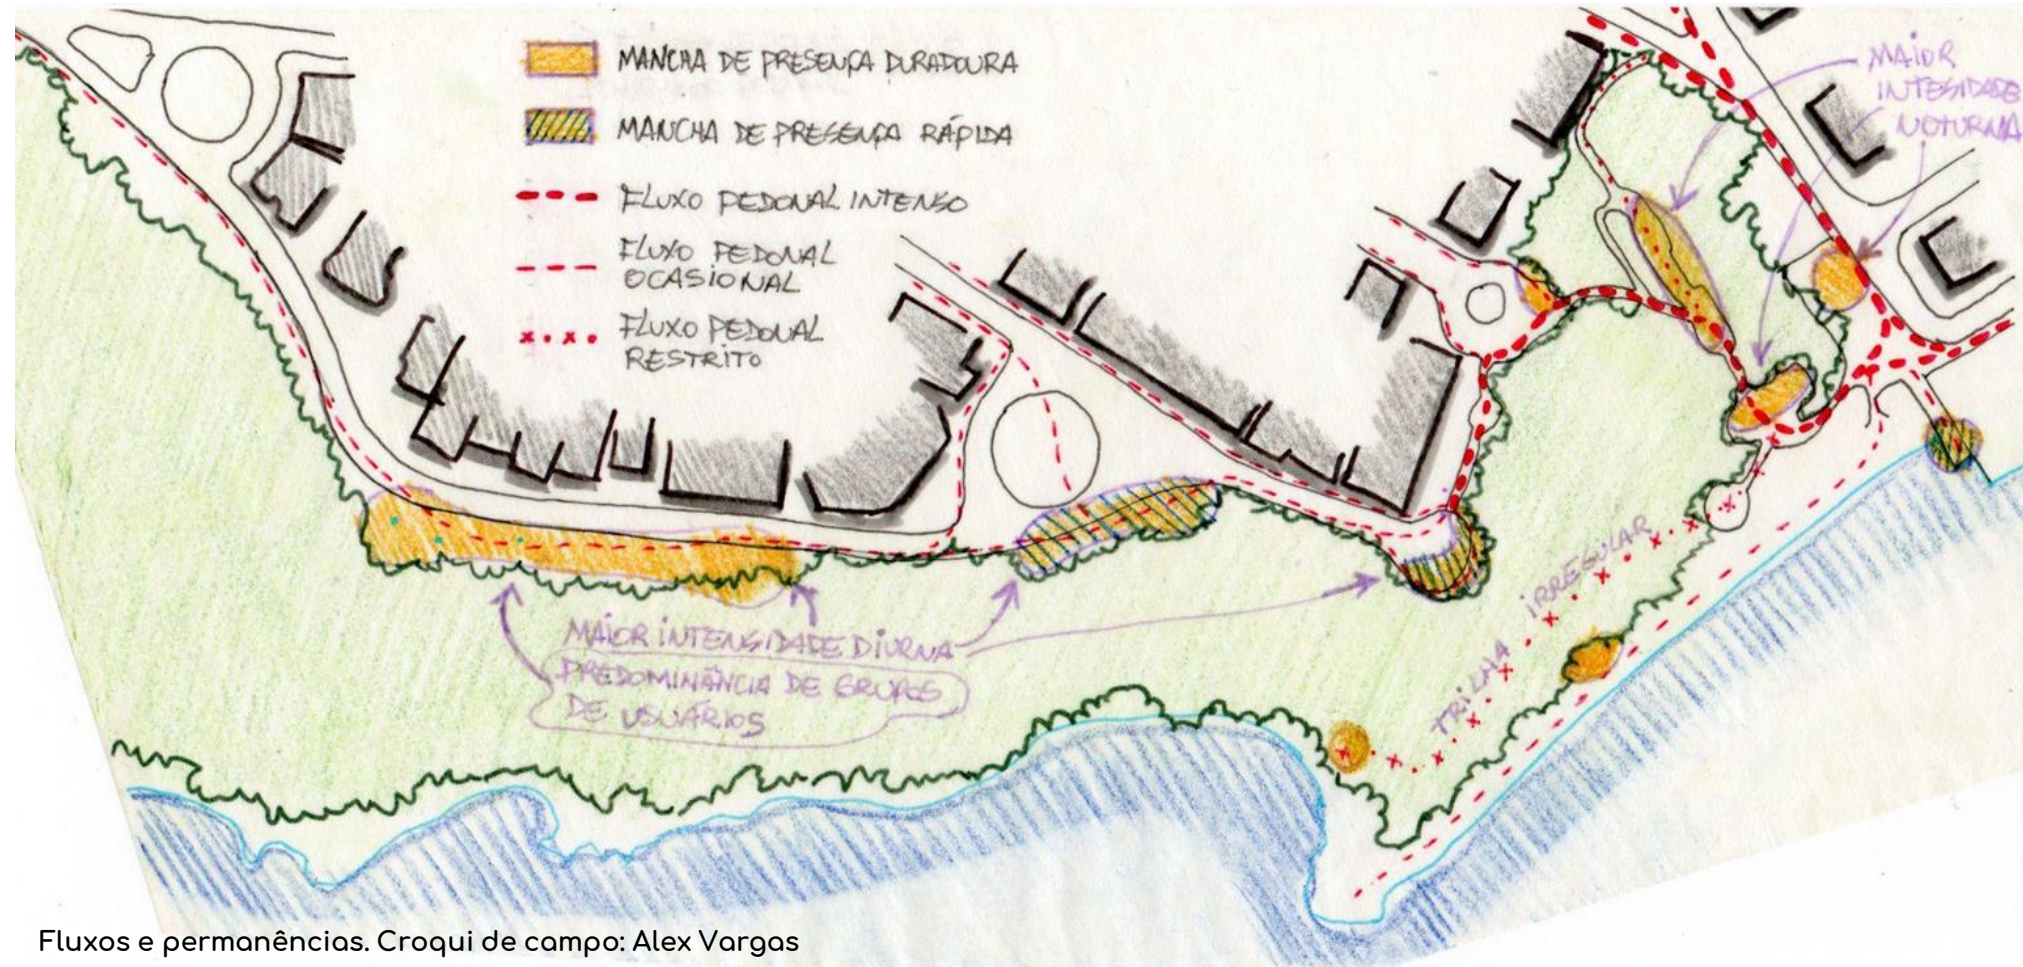 MANCHA DE PRESENÇA DURADOURA
MANCHA DE PRESENÇA RÁPIDA
FLUXO PEDONAL INTENSO
FLUXO PEDONAL
OCASIONAL
FLUXO PEDONAL
RESTRITO
MAIOR
INTESIDADE
NOTURNA
MAIOR INTENSIDADE DIURNA
PREDOMINÂNCIA DE GRUPOS
DE USUÁRIOS
TRILHA IRREGULAR
Fluxos e permanências. Croqui de campo: Alex Vargas